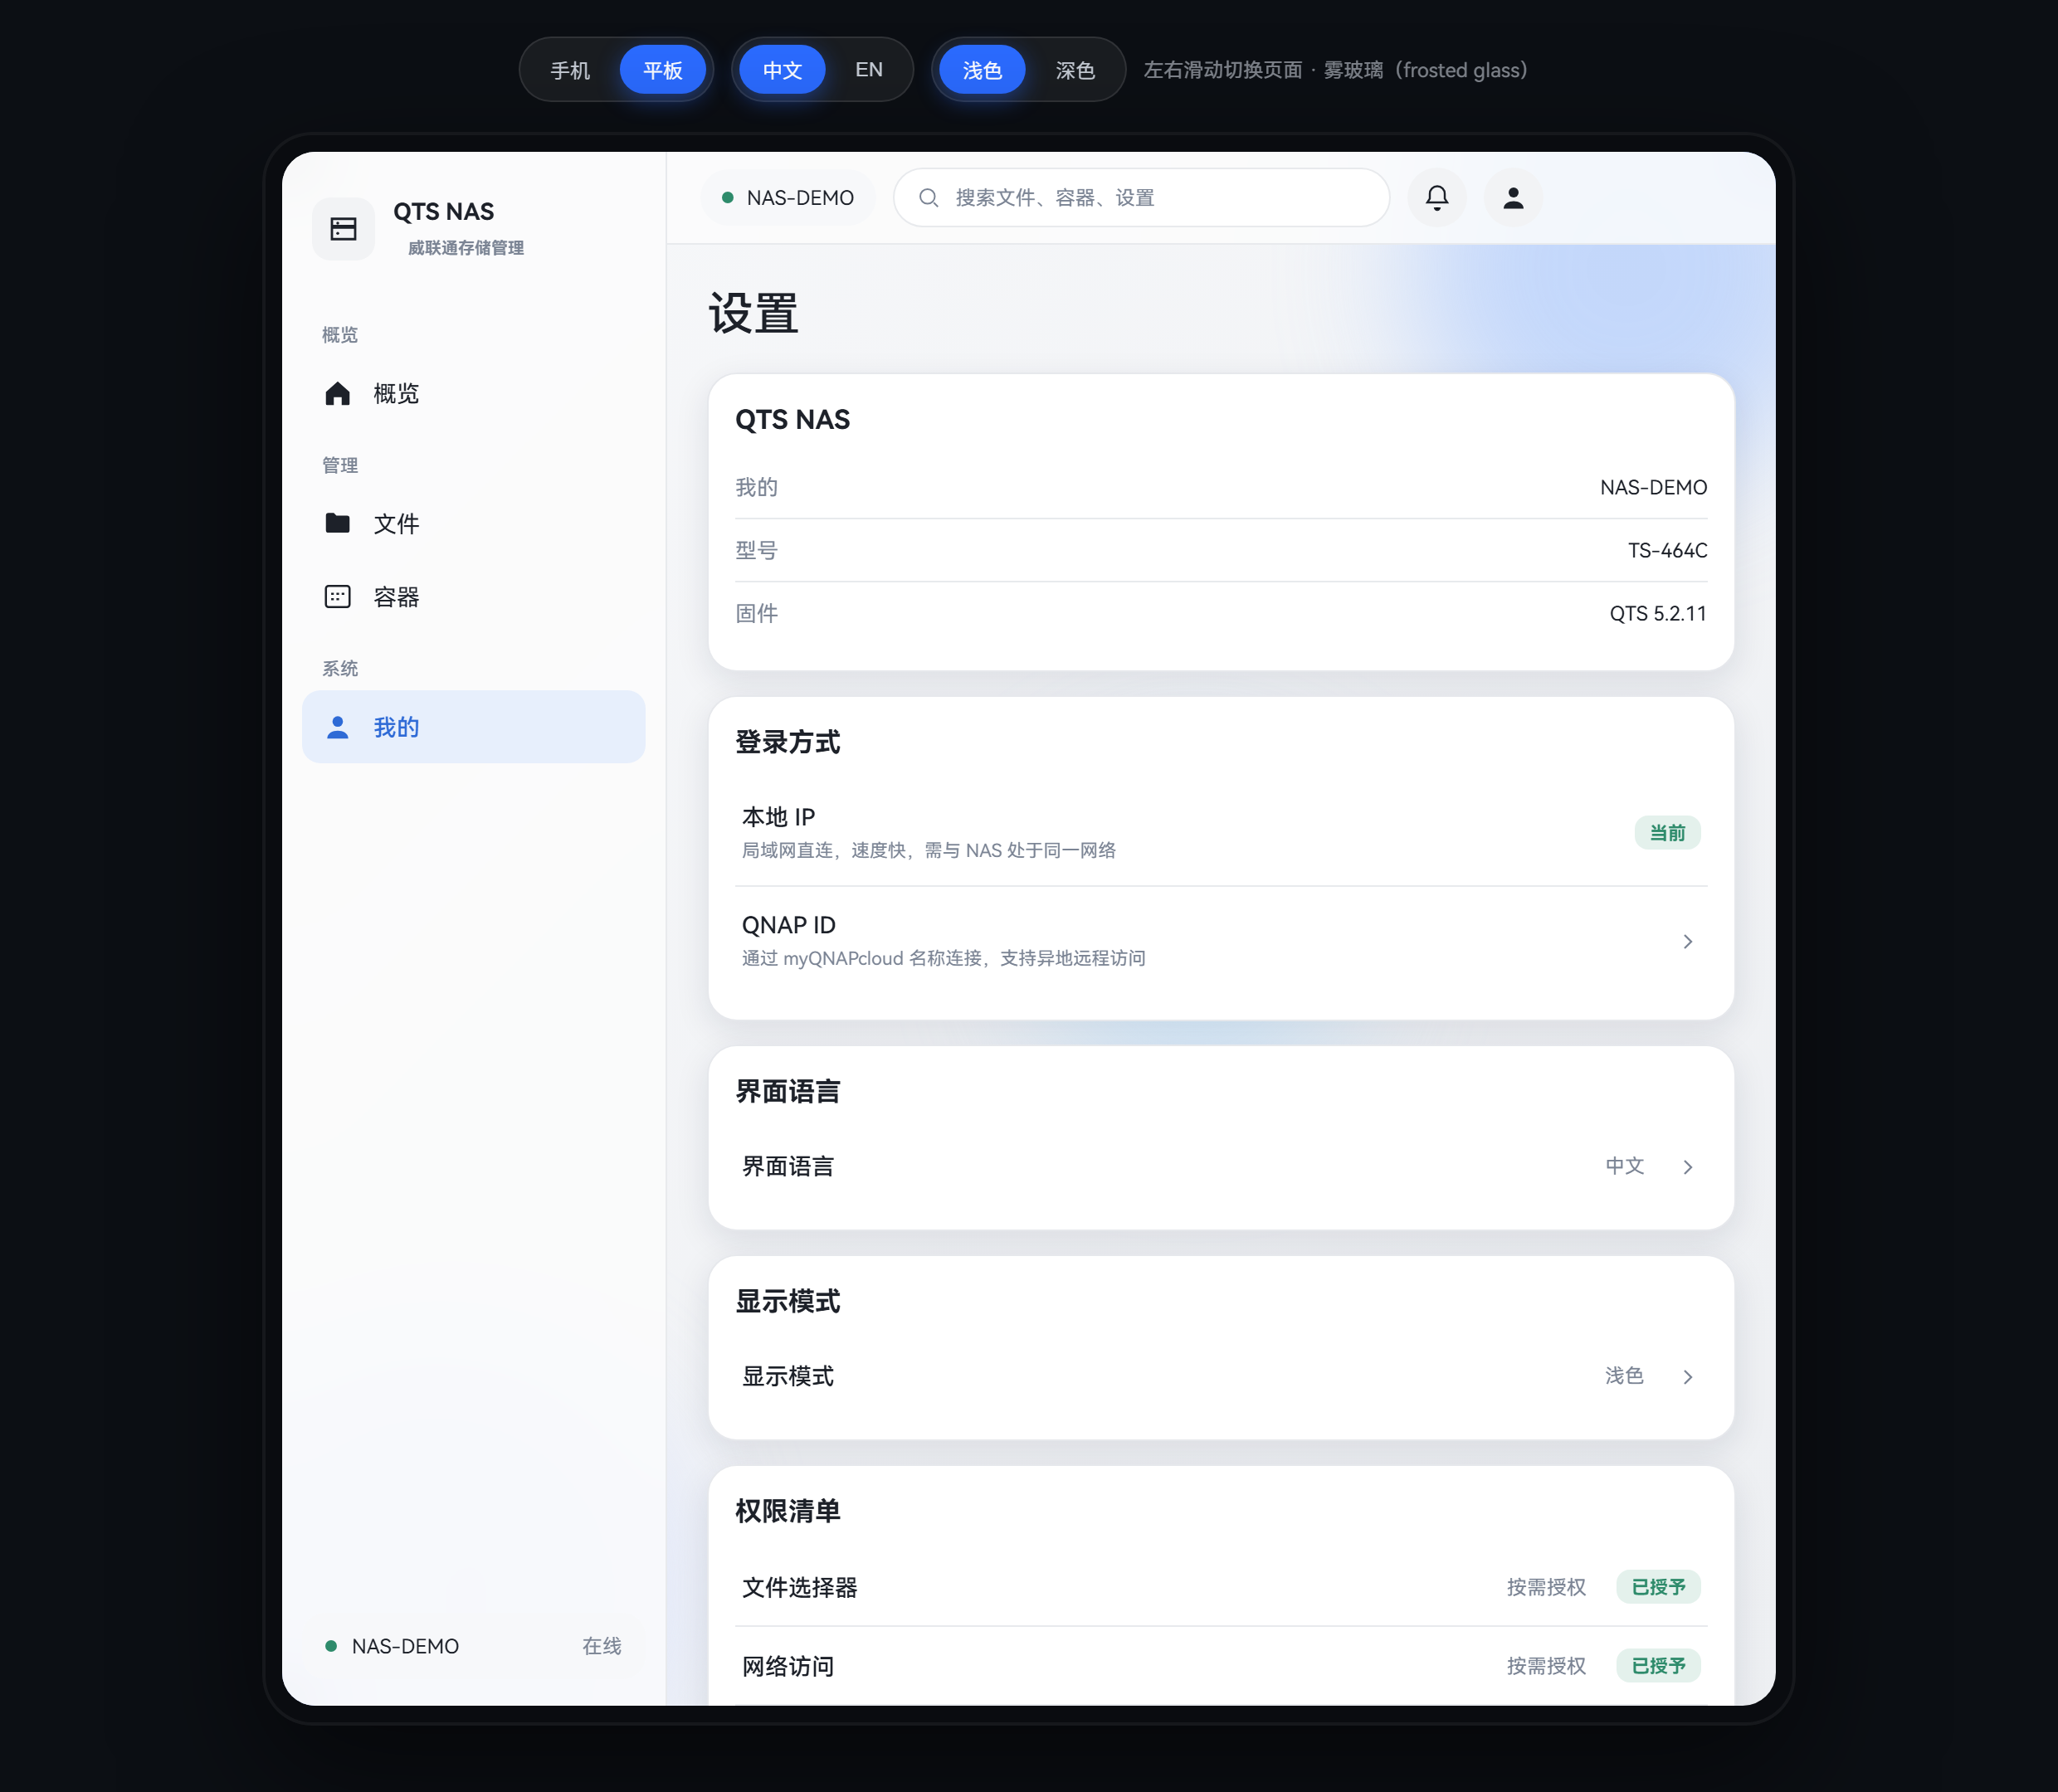 手机 平板 中文 EN 浅色 深色 左右滑动切换页面 · 雾玻璃（frosted glass）
QTS NAS
威联通存储管理
概览
概览
管理
文件
容器
系统
我的
NAS-DEMO 在线
NAS-DEMO 搜索文件、容器、设置
设置
QTS NAS
我的 NAS-DEMO
型号 TS-464C
固件 QTS 5.2.11
登录方式
本地 IP
局域网直连，速度快，需与 NAS 处于同一网络
当前
QNAP ID
通过 myQNAPcloud 名称连接，支持异地远程访问
界面语言
界面语言 中文
显示模式
显示模式 浅色
权限清单
文件选择器 按需授权 已授予
网络访问 按需授权 已授予